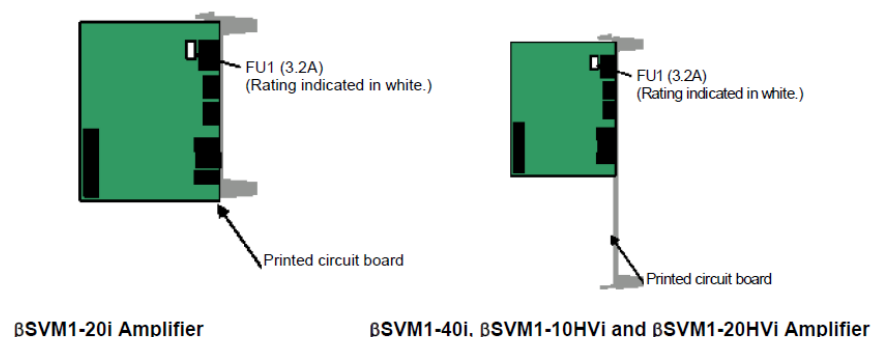 FU1 (3.2A)
(Rating indicated in white.)
Printed circuit board
βSVM1-20i Amplifier
FU1 (3.2A)
(Rating indicated in white.)
Printed circuit board
βSVM1-40i, βSVM1-10HVi and βSVM1-20HVi Amplifier